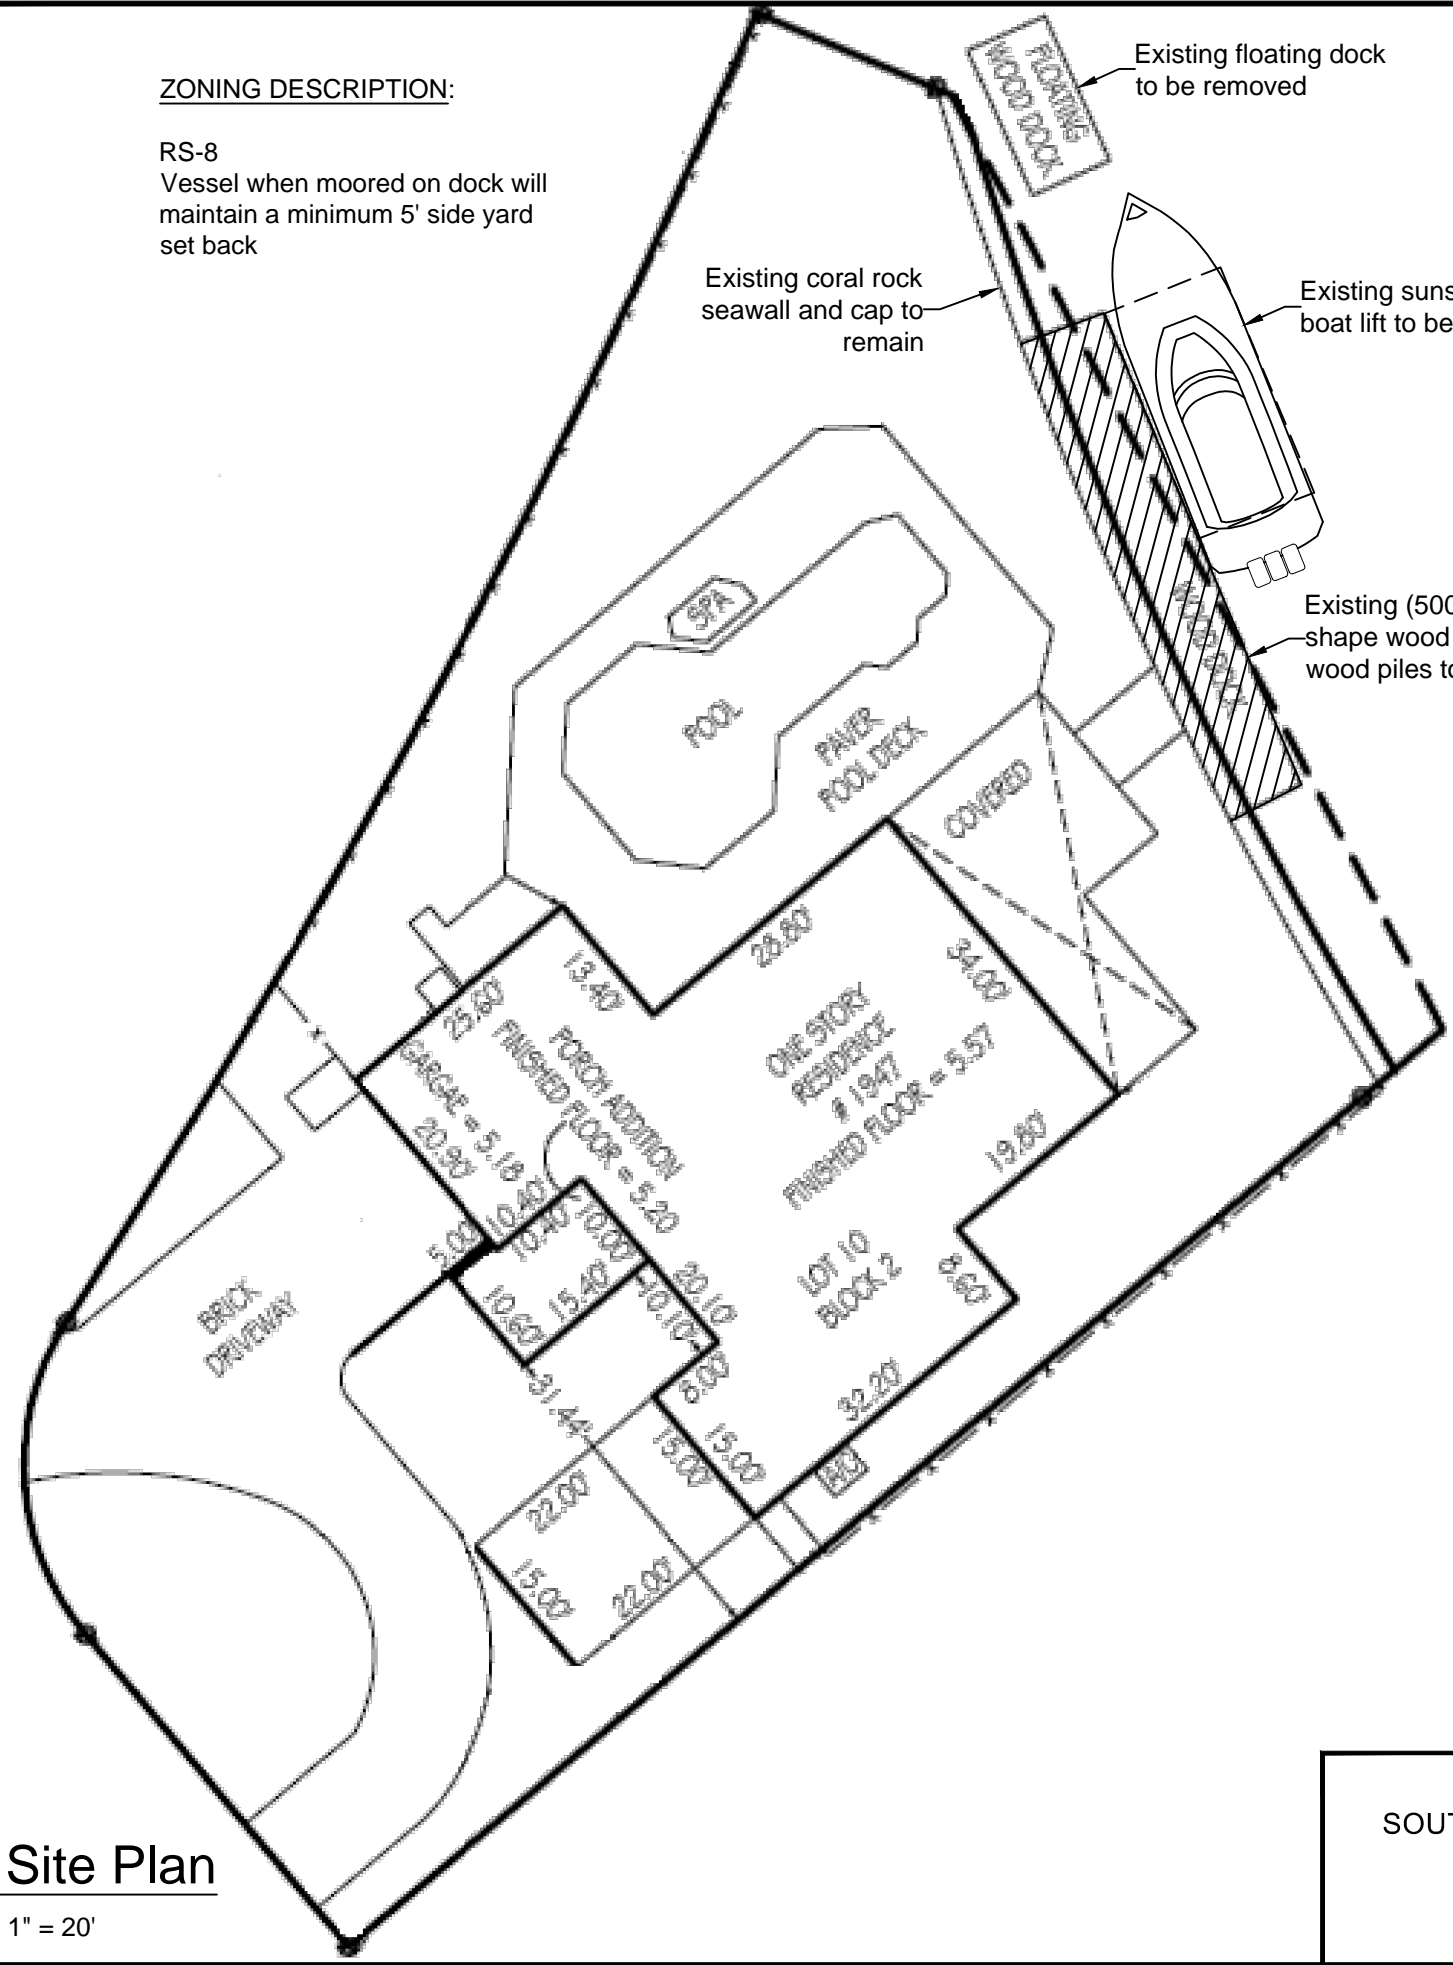 ZONING DESCRIPTION:
RS-8
Vessel when moored on dock will
maintain a minimum 5' side yard
set back
FLOATING
WOOD DOCK
Existing floating dock
to be removed
Existing coral rock
seawall and cap to
remain
Existing suns
boat lift to be
Existing (500
shape wood
wood piles to
WOOD DECK
SPA
POOL
PAVER
POOL DECK
COVERED
28.80'
34.00'
13.40'
25.60'
ONE STORY
RESIDENCE
# 1947
FINISHED FLOOR = 5.57
PORCH ADDITION
FINISHED FLOOR = 5.20
GARGAE = 5.18
20.90'
19.80'
5.00'
10.40'
10.40'
10.00'
10.60'
15.40'
10.10'
20.10'
LOT 10
BLOCK 2
8.60'
8.00'
32.20'
31.44'
15.00'
15.00'
A/C
22.00'
15.00'
22.00'
BRICK
DRIVEWAY
Site Plan
1" = 20'
SOUT